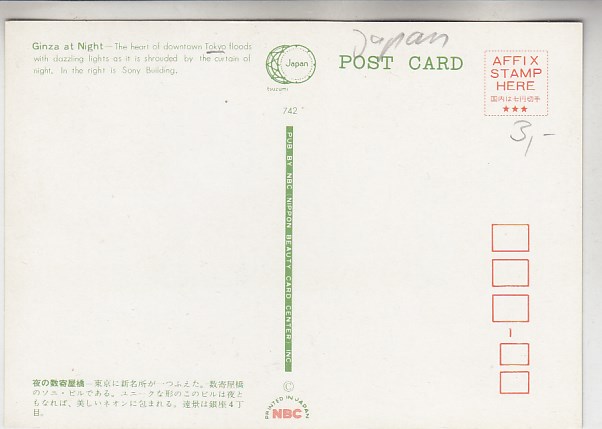 Ginza at Night—The heart of downtown Tokyo floods
with dazzling lights as it is shrouded by the curtain of
night. In the right is Sony Building.
Japan
tsuzumi
Japan
POST CARD
AFFIX
STAMP
HERE
国内は七円切手
★★★
3,-
742
PUB BY NBC (NIPPON BEAUTY CARD CENTER) INC
夜の数寄屋橋—東京に新名所が一つふえた。数寄屋橋
のソニ・ビルである。ユニークな形のこのビルは夜と
もなれば、美しいネオンに包まれる。遠景は銀座4丁
目。
©
PRINTED IN JAPAN
NBC